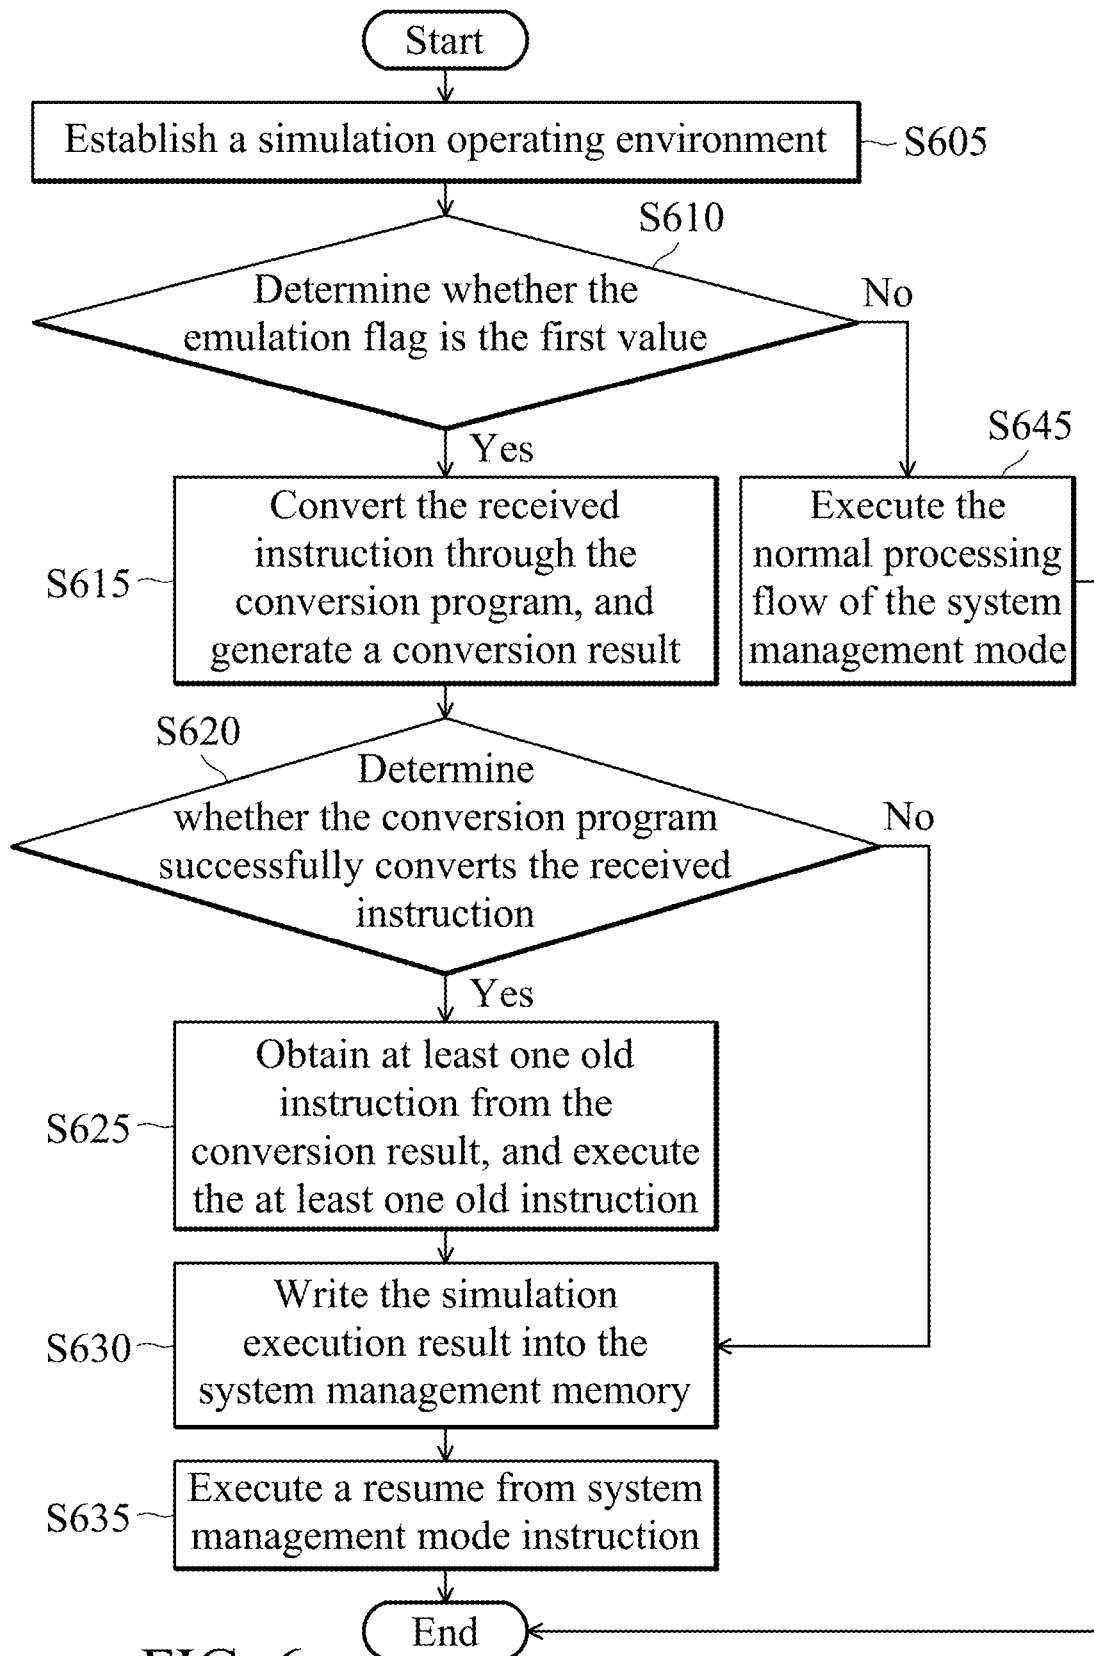 Start
Establish a simulation operating environment
S605
S610
Determine whether the
emulation flag is the first value
No
Yes
S645
Convert the received
instruction through the
conversion program, and
generate a conversion result
S615
Execute the
normal processing
flow of the system
management mode
S620
Determine
whether the conversion program
successfully converts the received
instruction
No
Yes
Obtain at least one old
instruction from the
conversion result, and execute
the at least one old instruction
S625
Write the simulation
execution result into the
system management memory
S630
Execute a resume from system
management mode instruction
S635
End
FIG. 6